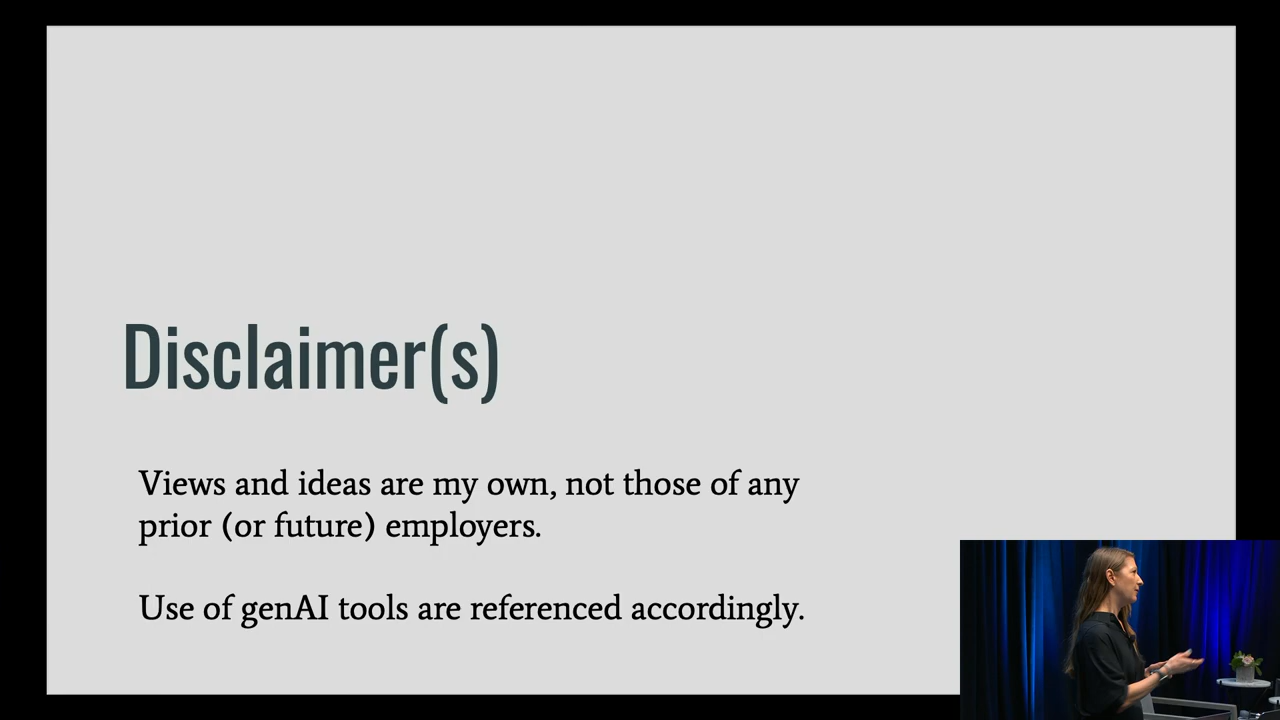 Disclaimer(s)
Views and ideas are my own, not those of any
prior (or future) employers.
Use of genAI tools are referenced accordingly.